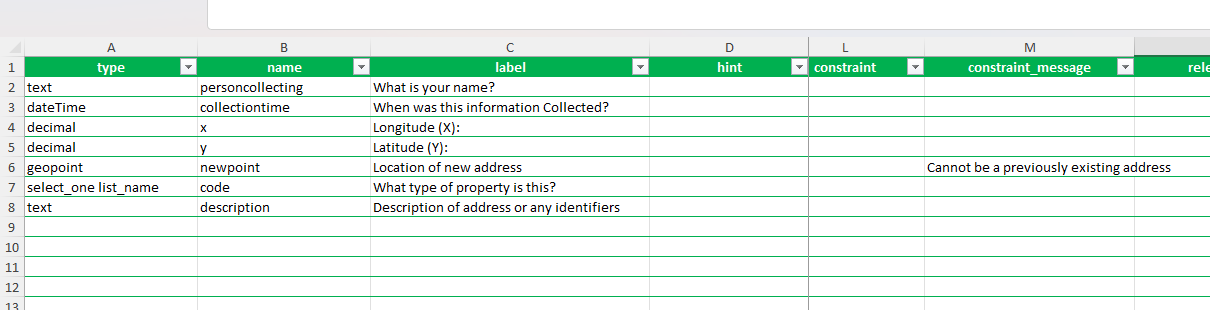 A B C D L M
1 type name label hint constraint constraint_message rele
2 text personcollecting What is your name?
3 dateTime collectiontime When was this information Collected?
4 decimal x Longitude (X):
5 decimal y Latitude (Y):
6 geopoint newpoint Location of new address Cannot be a previously existing address
7 select_one list_name code What type of property is this?
8 text description Description of address or any identifiers
9
10
11
12
13